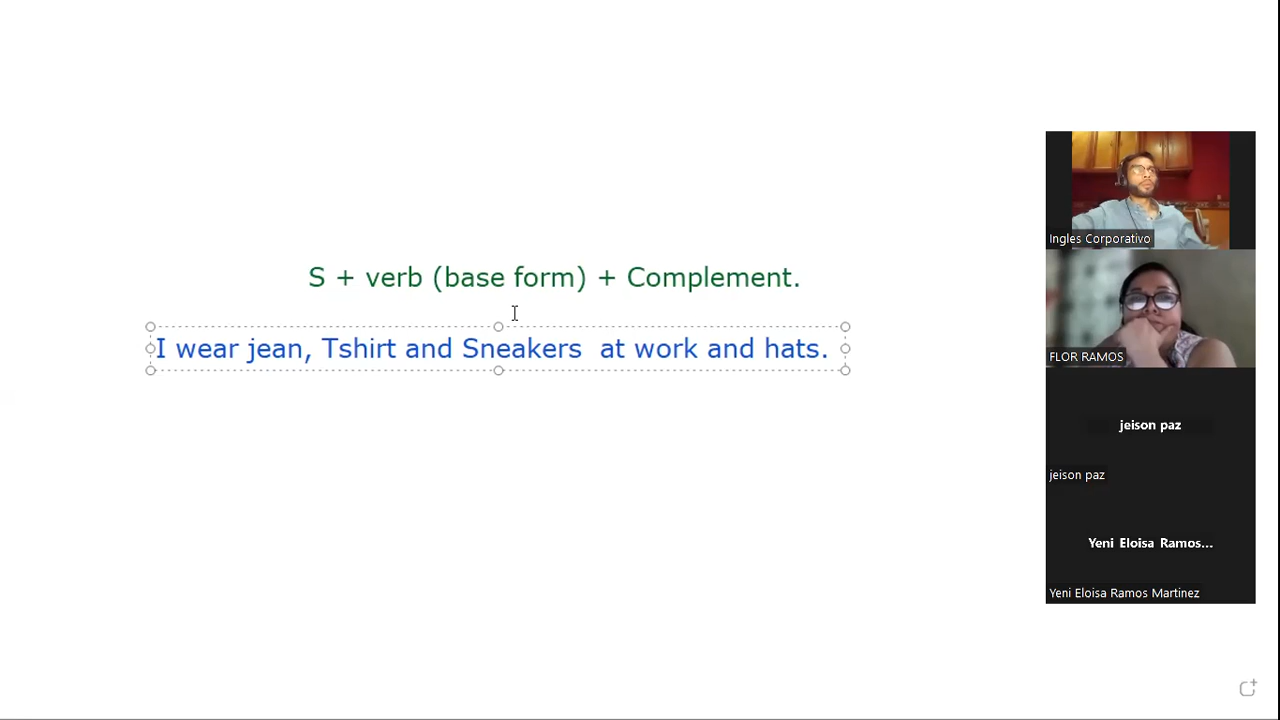 S + verb (base form) + Complement.
I wear jean, Tshirt and Sneakers  at work and hats.
Ingles Corporativo
FLOR RAMOS
jeison paz
jeison paz
Yeni Eloisa Ramos...
Yeni Eloisa Ramos Martinez